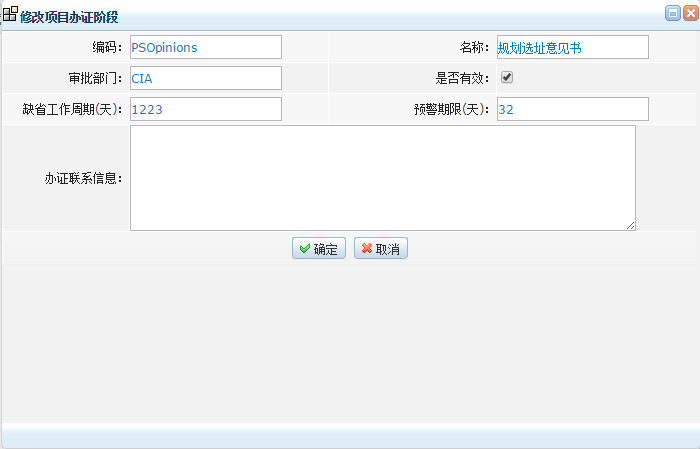 修改项目办证阶段
编码： PSOpinions 名称： 规划选址意见书
审批部门： CIA 是否有效：
缺省工作周期(天)： 1223 预警期限(天)： 32
办证联系信息：
确定 取消